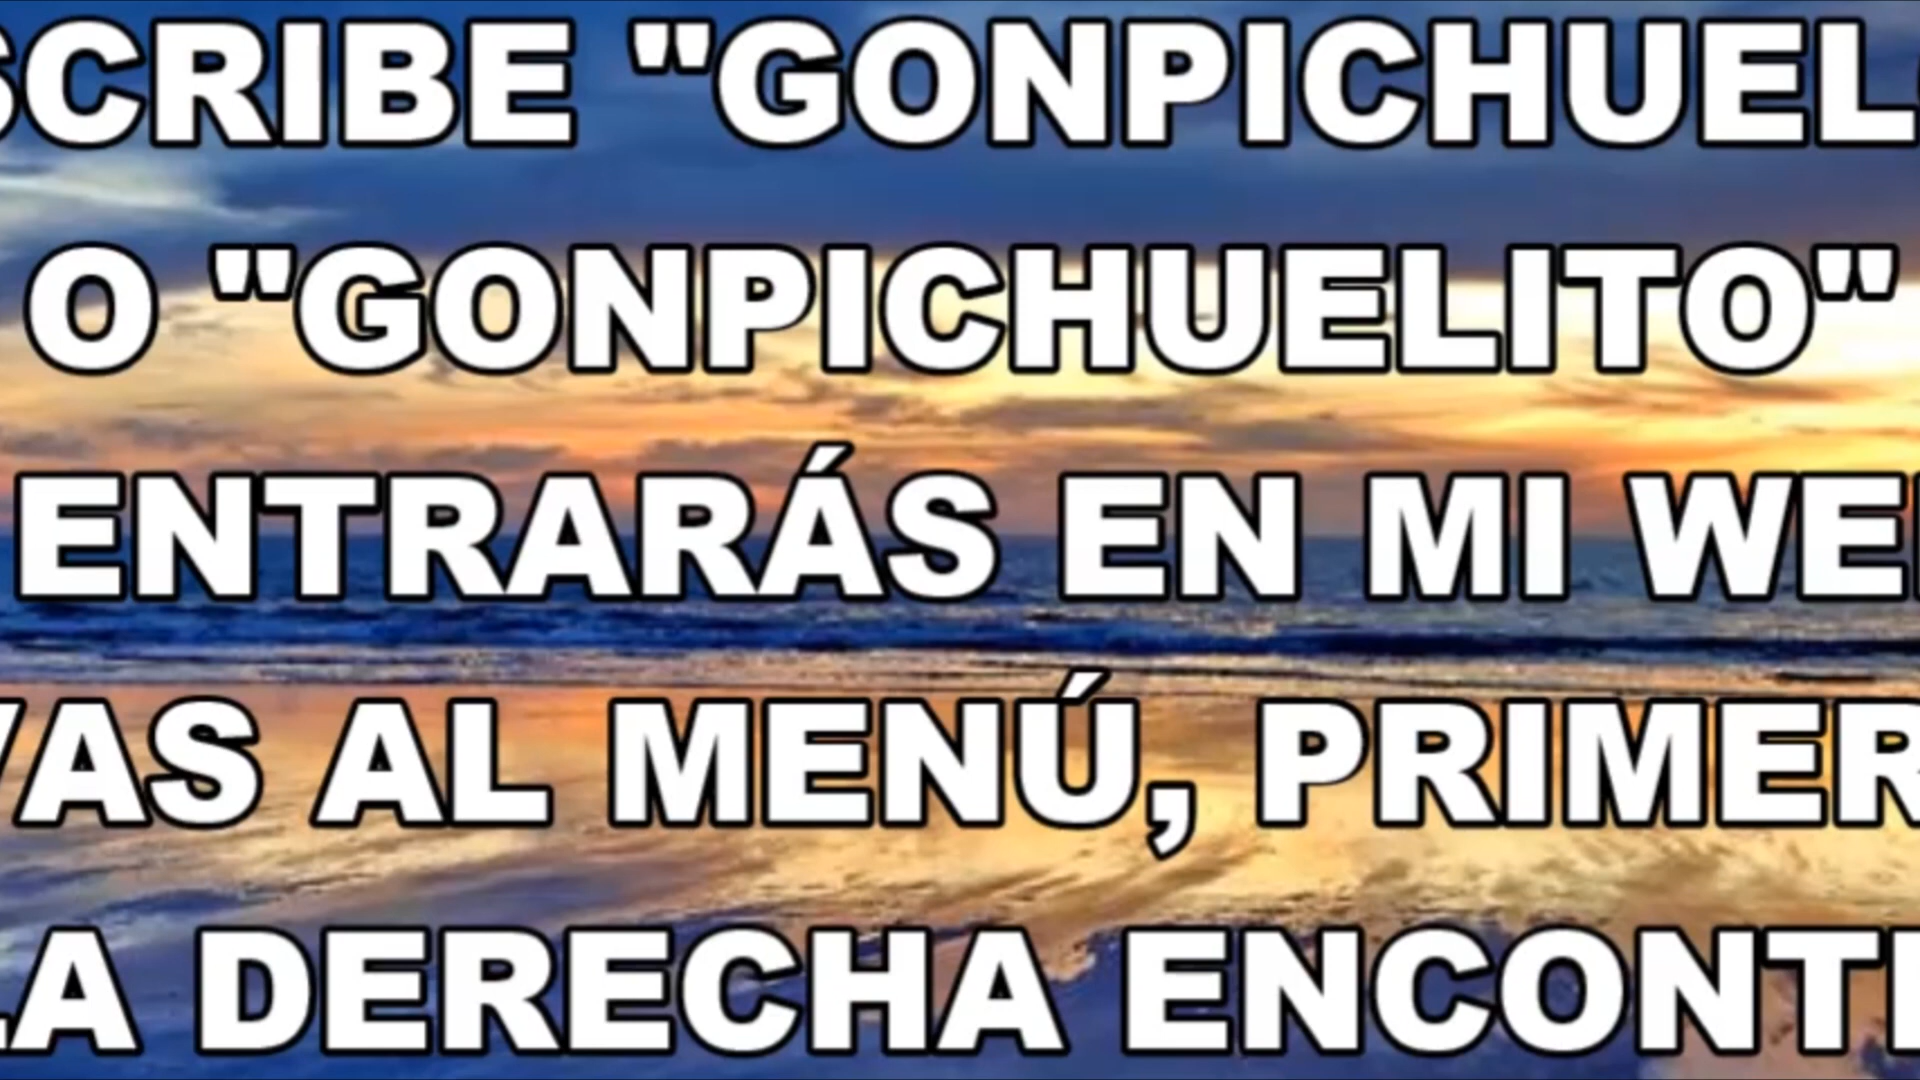 SCRIBE "GONPICHUEL
O "GONPICHUELITO"
ENTRARÁS EN MI WE
VAS AL MENÚ, PRIMER
LA DERECHA ENCONT